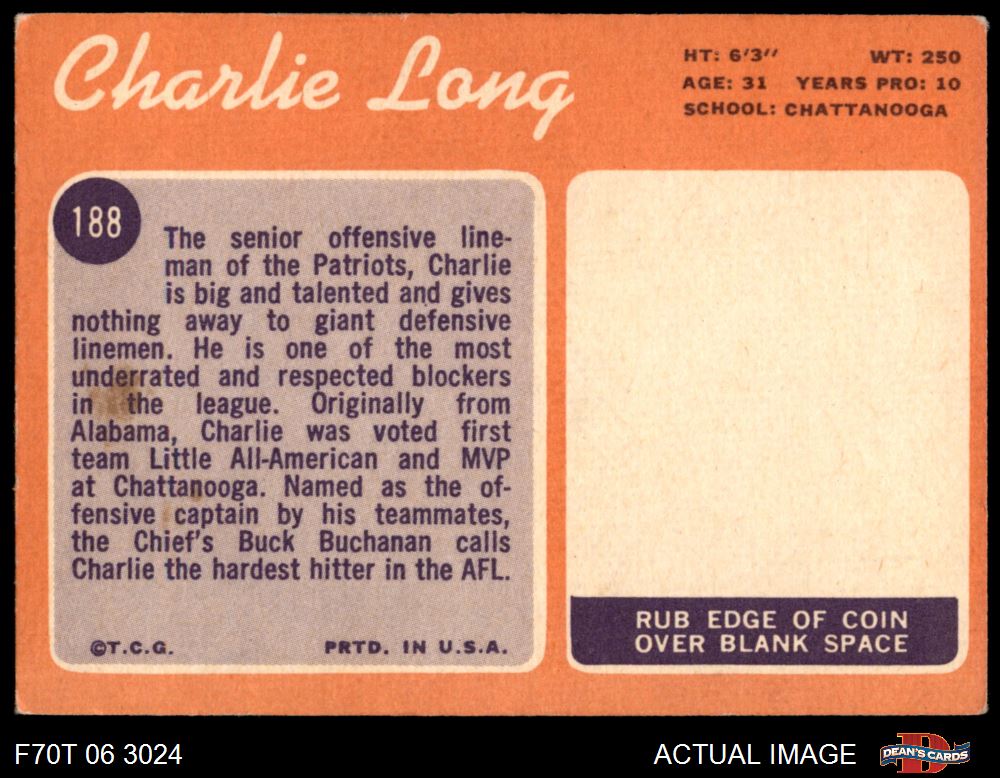 Charlie Long
HT: 6'3" WT: 250
AGE: 31 YEARS PRO: 10
SCHOOL: CHATTANOOGA
188
The senior offensive line-
man of the Patriots, Charlie
is big and talented and gives
nothing away to giant defensive
linemen. He is one of the most
underrated and respected blockers
in the league. Originally from
Alabama, Charlie was voted first
team Little All-American and MVP
at Chattanooga. Named as the of-
fensive captain by his teammates,
the Chief's Buck Buchanan calls
Charlie the hardest hitter in the AFL.
©T.C.G. PRTD. IN U.S.A.
RUB EDGE OF COIN
OVER BLANK SPACE
F70T 06 3024
ACTUAL IMAGE
D
DEAN'S CARDS